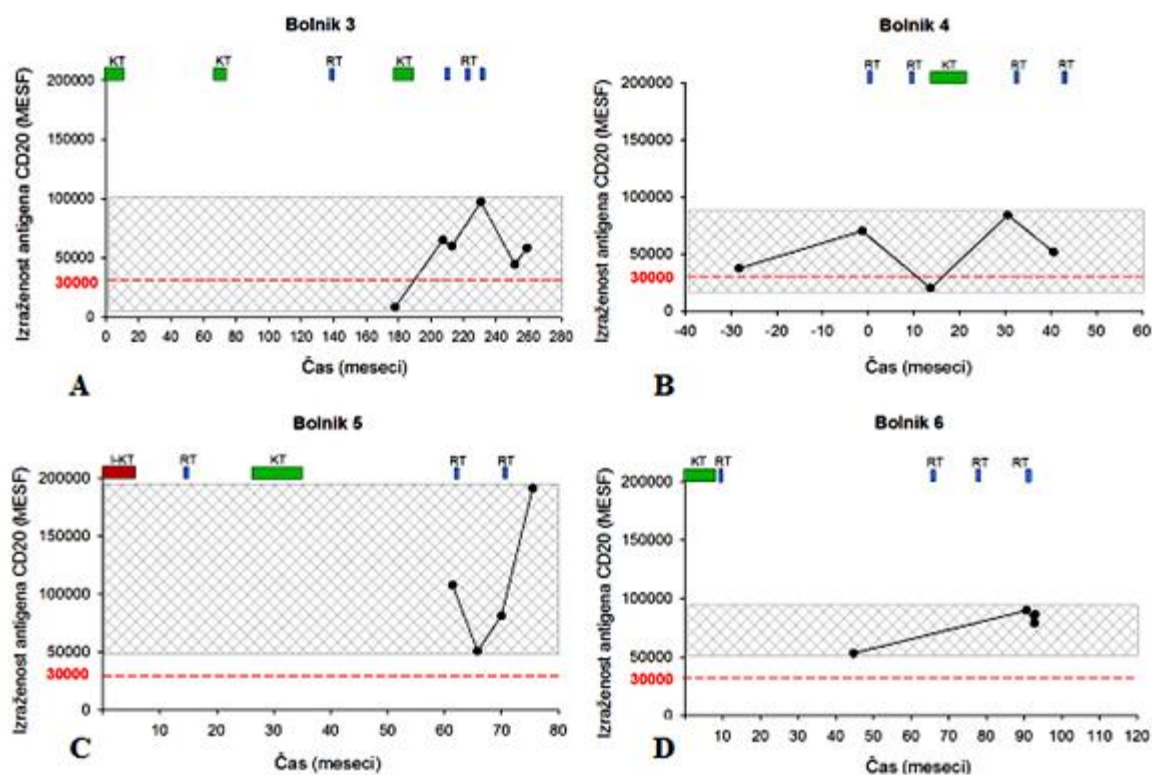 Bolnik 3
KT KT RT KT RT
Izraženost antigena CD20 (MESF)
200000
150000
100000
50000
30000
0
0 20 40 60 80 100 120 140 160 180 200 220 240 260 280
Čas (meseci)
A
Bolnik 4
RT RT KT RT RT
Izraženost antigena CD20 (MESF)
200000
150000
100000
50000
30000
0
-40 -30 -20 -10 0 10 20 30 40 50 60
Čas (meseci)
B
Bolnik 5
I-KT RT KT RT RT
Izraženost antigena CD20 (MESF)
200000
150000
100000
50000
30000
0
10 20 30 40 50 60 70 80
Čas (meseci)
C
Bolnik 6
KT RT RT RT RT
Izraženost antigena CD20 (MESF)
200000
150000
100000
50000
30000
0
10 20 30 40 50 60 70 80 90 100 110 120
Čas (meseci)
D